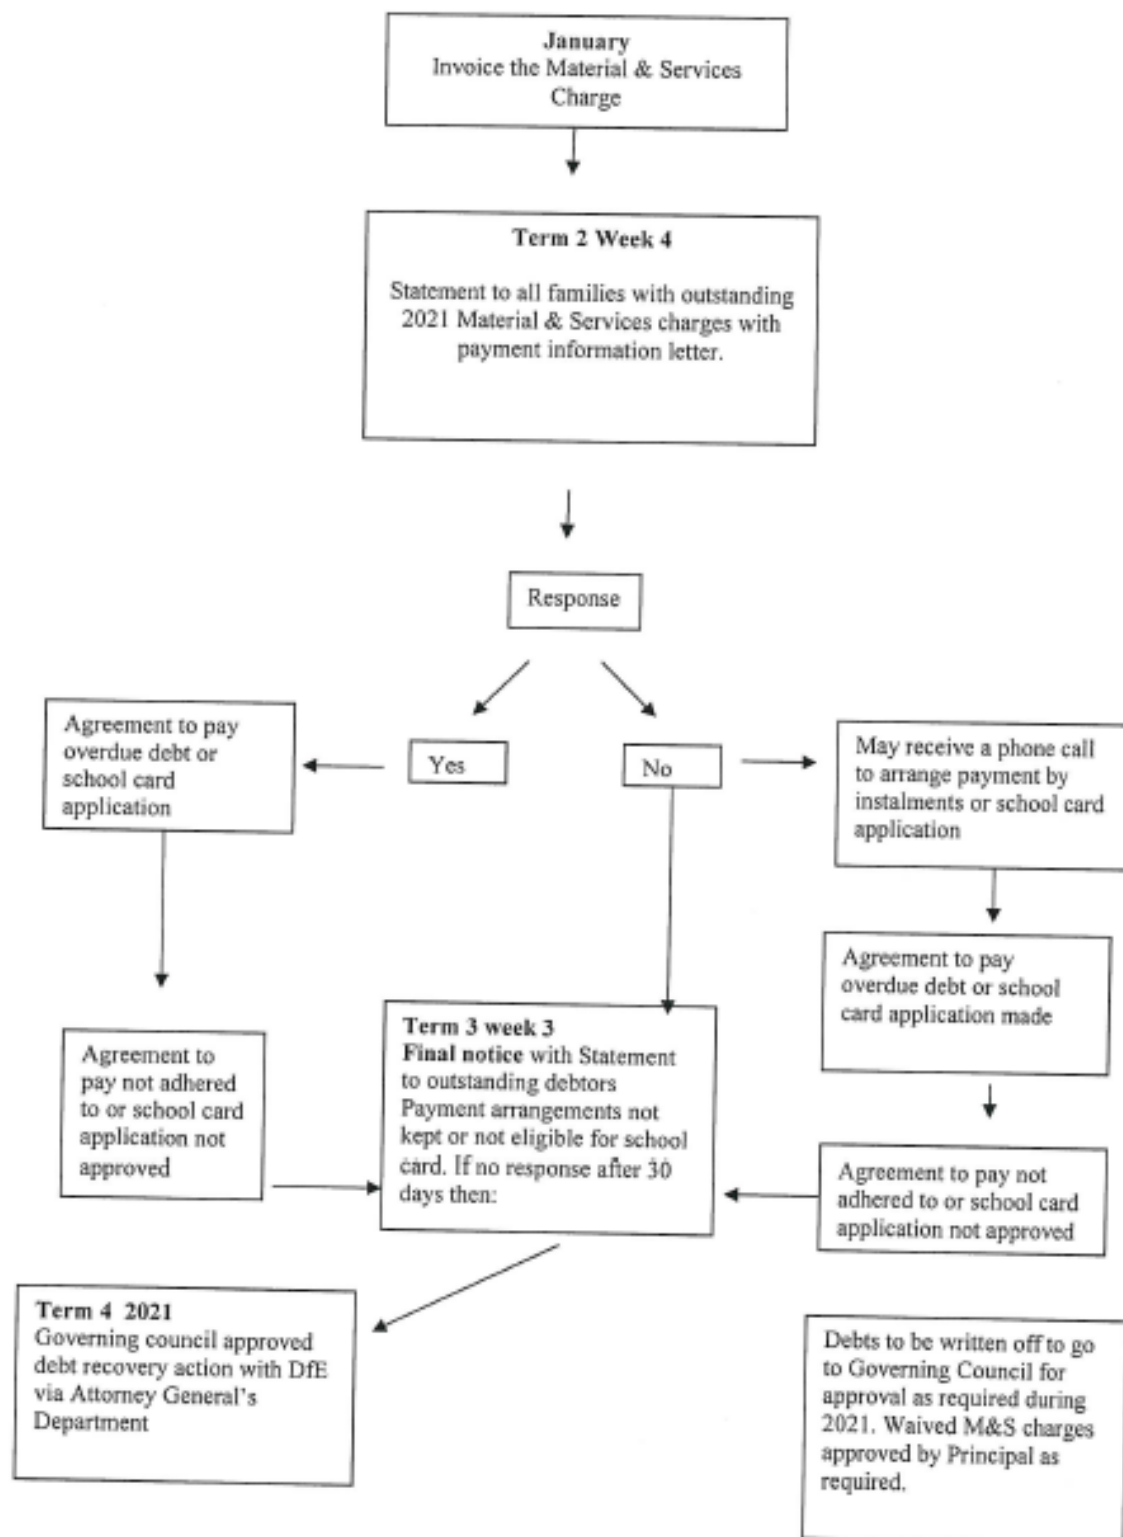 January
Invoice the Material & Services
Charge
Term 2 Week 4
Statement to all families with outstanding
2021 Material & Services charges with
payment information letter.
Response
Yes
No
Agreement to pay
overdue debt or
school card
application
May receive a phone call
to arrange payment by
instalments or school card
application
Agreement to pay
overdue debt or school
card application made
Agreement to
pay not adhered
to or school card
application not
approved
Term 3 week 3
Final notice with Statement
to outstanding debtors
Payment arrangements not
kept or not eligible for school
card. If no response after 30
days then:
Agreement to pay not
adhered to or school card
application not approved
Term 4 2021
Governing council approved
debt recovery action with DfE
via Attorney General's
Department
Debts to be written off to go
to Governing Council for
approval as required during
2021. Waived M&S charges
approved by Principal as
required.